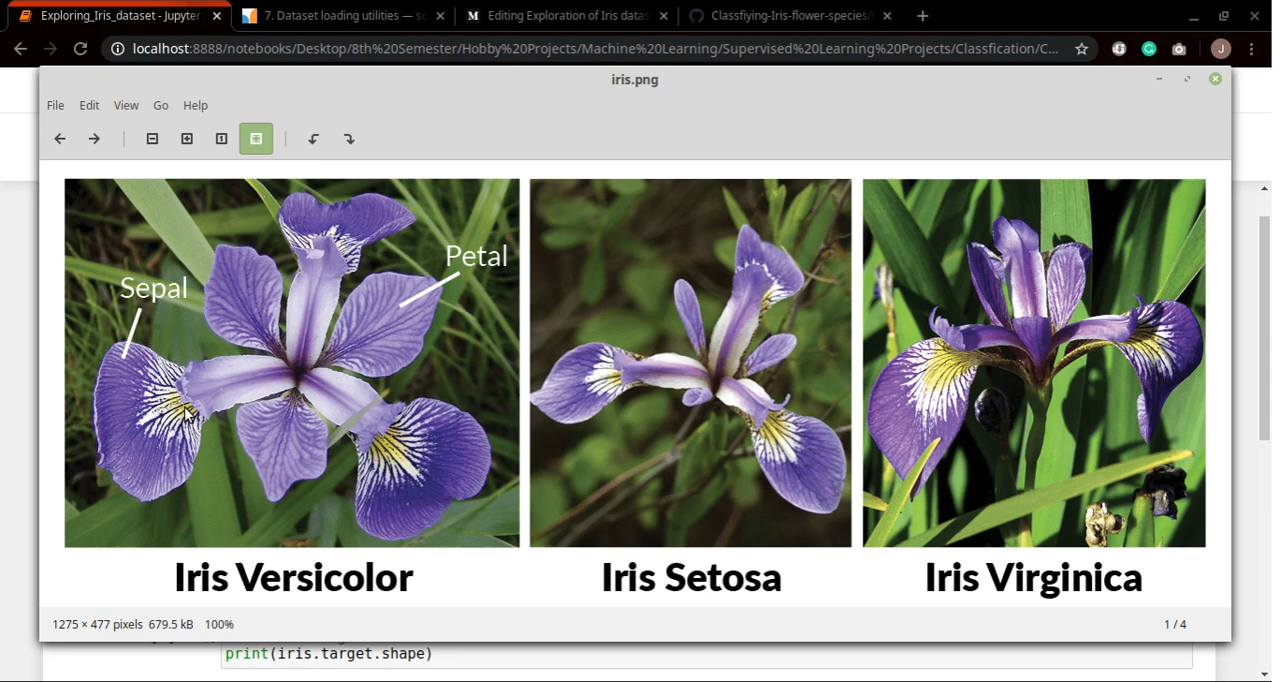 Exploring_Iris_dataset - Jupyter
7. Dataset loading utilities — sc
Editing Exploration of Iris datas
Classfiying-Iris-flower-species/
localhost:8888/notebooks/Desktop/8th%20Semester/Hobby%20Projects/Machine%20Learning/Supervised%20Learning%20Projects/Classfication/C...
J
iris.png
File Edit View Go Help
Sepal
Petal
Iris Versicolor
Iris Setosa
Iris Virginica
1275 × 477 pixels 679.5 kB 100%
1 / 4
print(iris.target.shape)